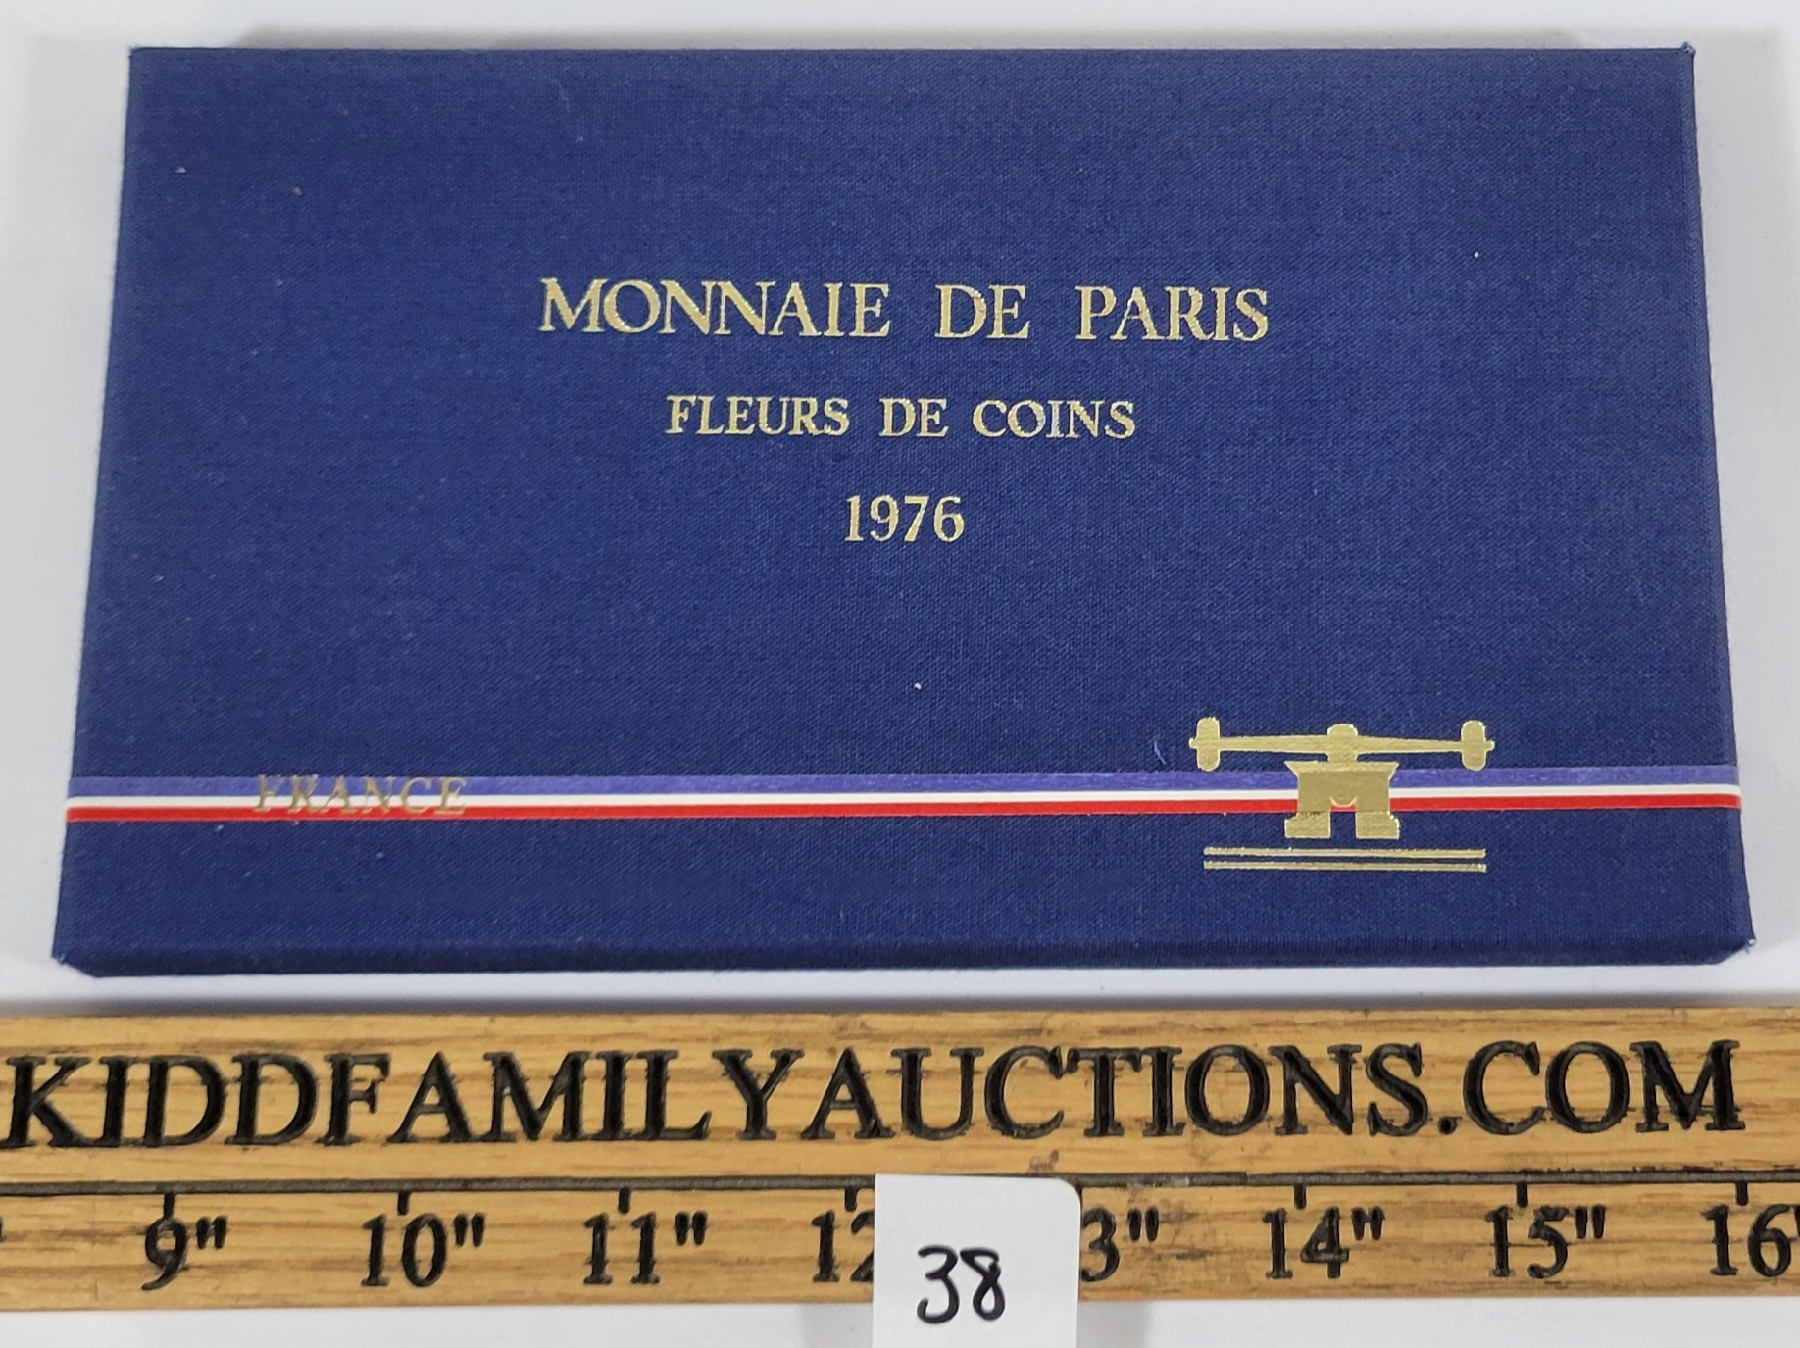 MONNAIE DE PARIS
FLEURS DE COINS
1976
FRANCE
KIDDFAMILYAUCTIONS.COM
9" 10" 11" 12 3" 14" 15" 16"
38